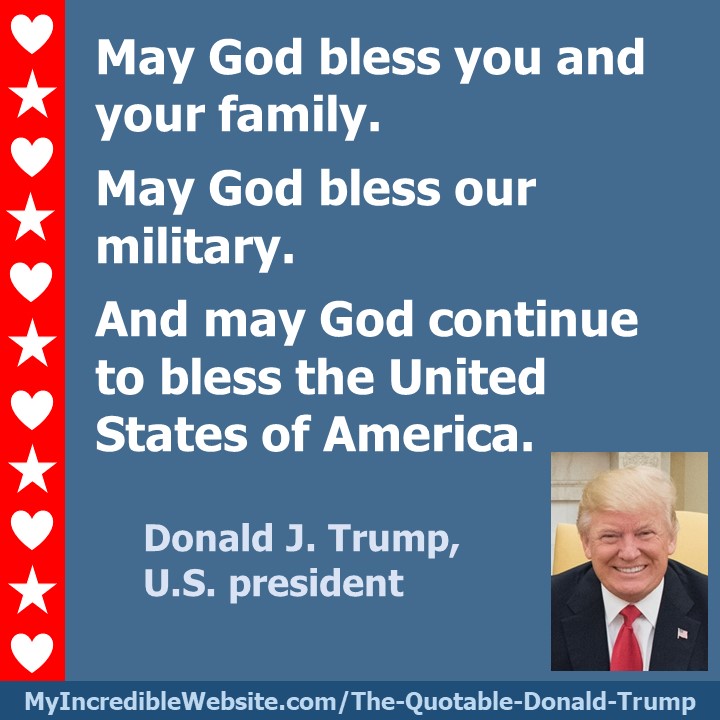 May God bless you and
your family.
May God bless our
military.
And may God continue
to bless the United
States of America.
Donald J. Trump,
U.S. president
MyIncredibleWebsite.com/The-Quotable-Donald-Trump